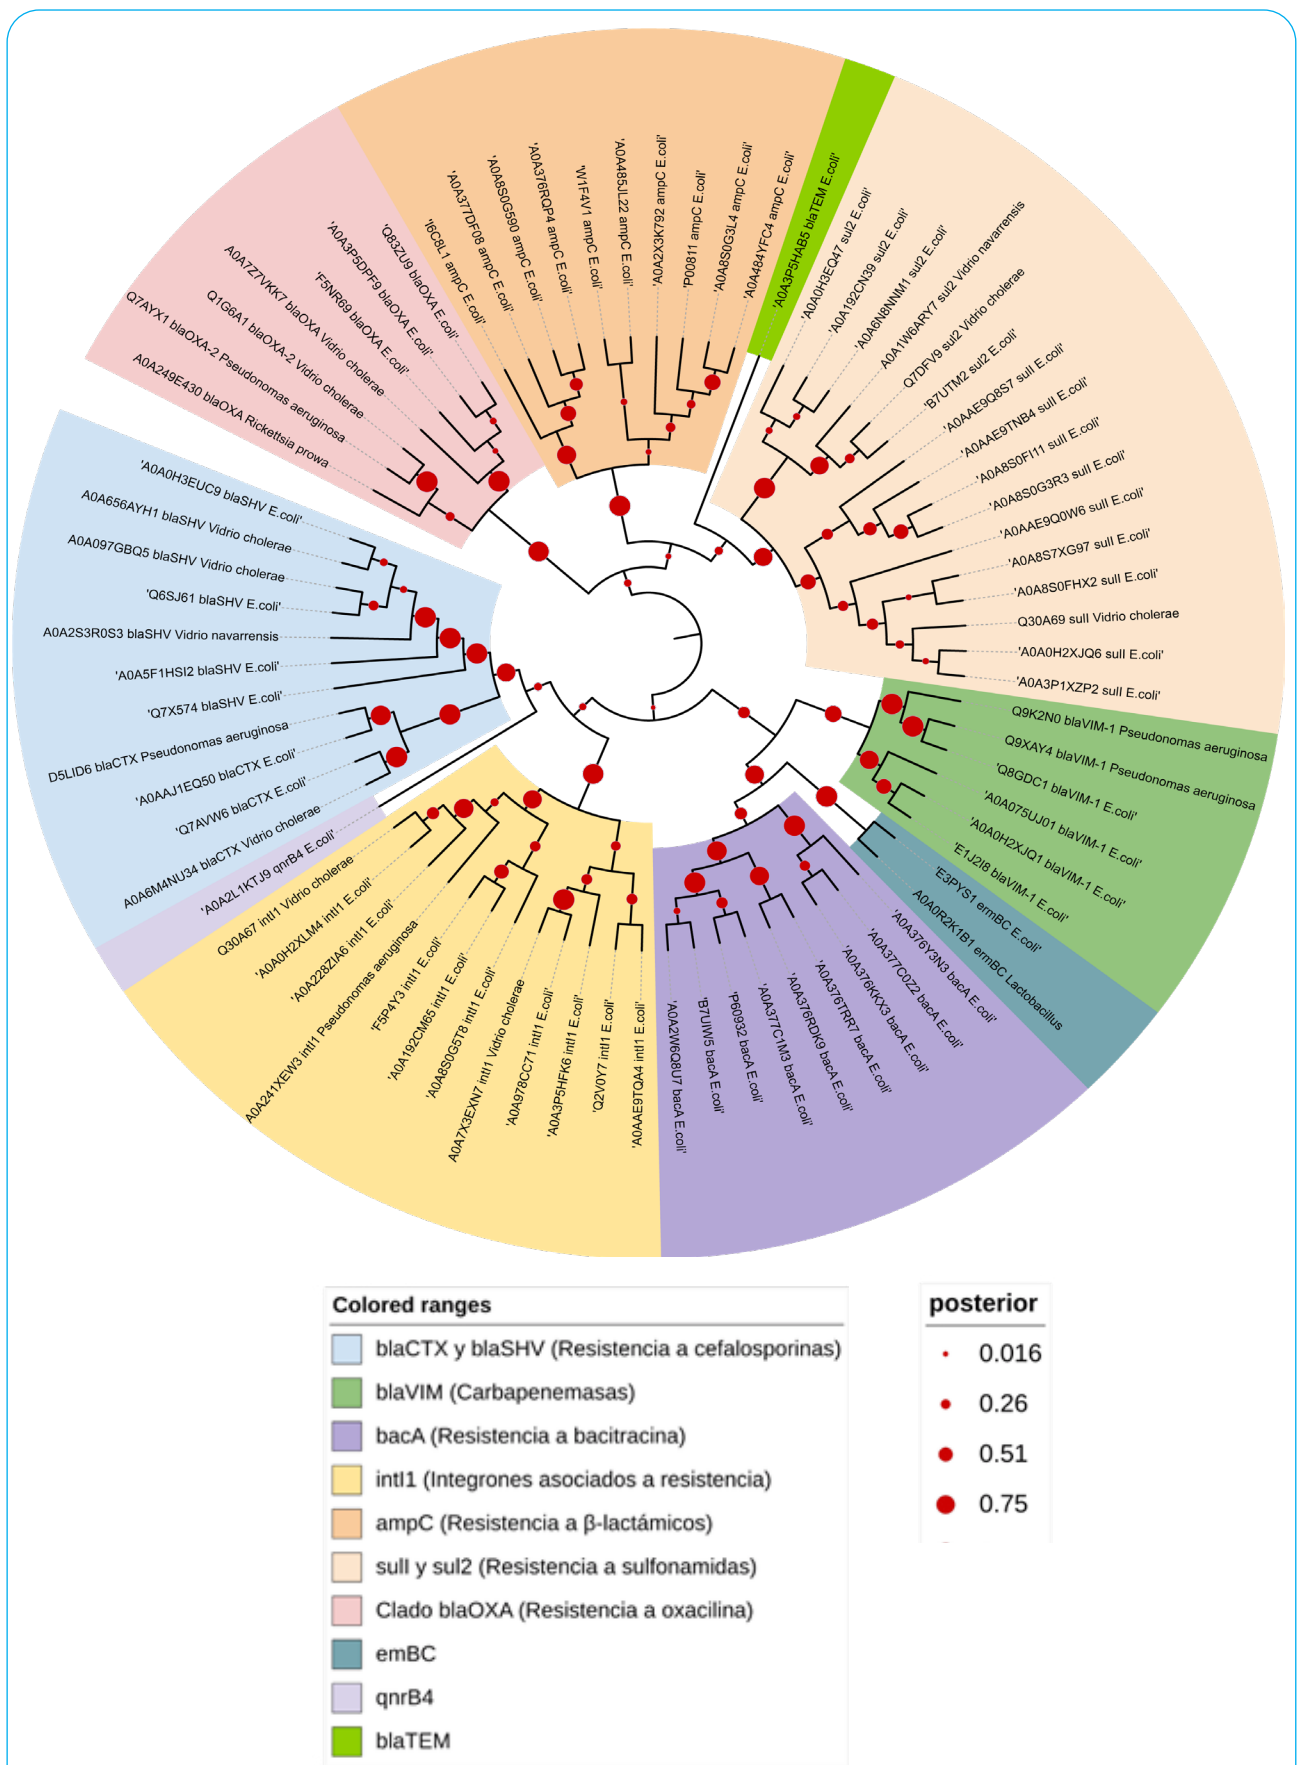 'I6C8L1 ampC E.coli'
'A0A377DF08 ampC E.coli'
'A0A8S0G590 ampC E.coli'
'A0A376RQP4 ampC E.coli'
'W1F4V1 ampC E.coli'
'A0A485JL22 ampC E.coli'
'A0A2X3K792 ampC E.coli'
'P00811 ampC E.coli'
'A0A8S0G3L4 ampC E.coli'
'A0A484YFC4 ampC E.coli'
'A0A3P5HAB5 blaTEM E.coli'
'A0A0H3EQ47 sul2 E.coli'
'A0A192CN39 sul2 E.coli'
'A0A6N8NNM1 sul2 E.coli'
A0A1W6ARY7 sul2 Vidrio navarrensis
Q7DFV9 sul2 Vidrio cholerae
'B7UTM2 sul2 E.coli'
'A0AAE9Q8S7 sulI E.coli'
'A0AAE9TNB4 sulI E.coli'
'A0A8S0FI11 sulI E.coli'
'A0A8S0G3R3 sulI E.coli'
'A0AAE9Q0W6 sulI E.coli'
'A0A8S7XG97 sulI E.coli'
'A0A8S0FHX2 sulI E.coli'
Q30A69 sulI Vidrio cholerae
'A0A0H2XJQ6 sulI E.coli'
'A0A3P1XZP2 sulI E.coli'
Q9K2N0 blaVIM-1 Pseudonomas aeruginosa
Q9XAY4 blaVIM-1 Pseudonomas aeruginosa
'Q8GDC1 blaVIM-1 E.coli'
'A0A075UJ01 blaVIM-1 E.coli'
'A0A0H2XJQ1 blaVIM-1 E.coli'
'E1J2I8 blaVIM-1 E.coli'
'E3PYS1 ermBC E.coli'
A0A0R2K1B1 ermBC Lactobacillus
'A0A376Y3N3 bacA E.coli'
'A0A377C0Z2 bacA E.coli'
'A0A376KKX3 bacA E.coli'
'A0A376TRR7 bacA E.coli'
'A0A376RDK9 bacA E.coli'
'A0A377C1M3 bacA E.coli'
'P60932 bacA E.coli'
'B7UIW5 bacA E.coli'
'A0A2W6Q8U7 bacA E.coli'
'A0AAE9TQA4 intI1 E.coli'
'Q2V0Y7 intI1 E.coli'
'A0A3P5HFK6 intI1 E.coli'
'A0A978CC71 intI1 E.coli'
A0A7X3EXN7 intI1 Vidrio cholerae
'A0A8S0G5T8 intI1 E.coli'
'A0A192CM65 intI1 E.coli'
'F5P4Y3 intI1 E.coli'
A0A241XEW3 intI1 Pseudonomas aeruginosa
'A0A228ZIA6 intI1 E.coli'
'A0A0H2XLM4 intI1 E.coli'
Q30A67 intI1 Vidrio cholerae
'A0A2L1KTJ9 qnrB4 E.coli'
A0A6M4NU34 blaCTX Vidrio cholerae
'Q7AVW6 blaCTX E.coli'
'A0AAJ1EQ50 blaCTX E.coli'
D5LID6 blaCTX Pseudonomas aeruginosa
'Q7X574 blaSHV E.coli'
'A0A5F1HSI2 blaSHV E.coli'
A0A2S3R0S3 blaSHV Vidrio navarrensis
'Q6SJ61 blaSHV E.coli'
A0A097GBQ5 blaSHV Vidrio cholerae
A0A656AYH1 blaSHV Vidrio cholerae
'A0A0H3EUC9 blaSHV E.coli'
A0A249E430 blaOXA Rickettsia prowa
Q7AYX1 blaOXA-2 Pseudomonas aeruginosa
Q1G6A1 blaOXA-2 Vidrio cholerae
A0A7Z7VKK7 blaOXA Vidrio cholerae
'F5NR69 blaOXA E.coli'
'A0A3P5DPF9 blaOXA E.coli'
'Q83ZU9 blaOXA E.coli'
Colored ranges
blaCTX y blaSHV (Resistencia a cefalosporinas)
blaVIM (Carbapenemasas)
bacA (Resistencia a bacitracina)
intI1 (Integrones asociados a resistencia)
ampC (Resistencia a β-lactámicos)
sulI y sul2 (Resistencia a sulfonamidas)
Clado blaOXA (Resistencia a oxacilina)
emBC
qnrB4
blaTEM
posterior
0.016
0.26
0.51
0.75